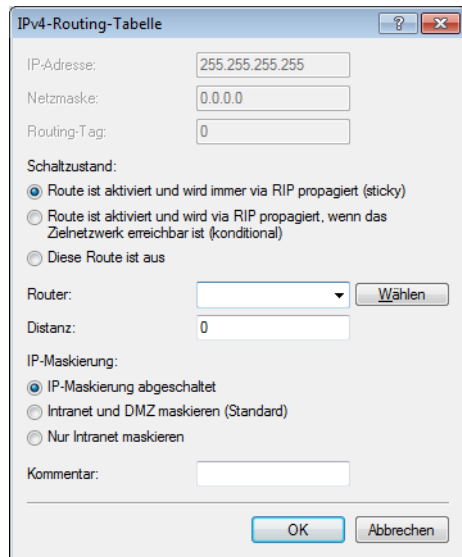 IPv4-Routing-Tabelle
IP-Adresse: 255.255.255.255
Netzmaske: 0.0.0.0
Routing-Tag: 0
Schaltzustand:
Route ist aktiviert und wird immer via RIP propagiert (sticky)
Route ist aktiviert und wird via RIP propagiert, wenn das
Zielnetzwerk erreichbar ist (konditional)
Diese Route ist aus
Router: Wählen
Distanz: 0
IP-Maskierung:
IP-Maskierung abgeschaltet
Intranet und DMZ maskieren (Standard)
Nur Intranet maskieren
Kommentar:
OK Abbrechen